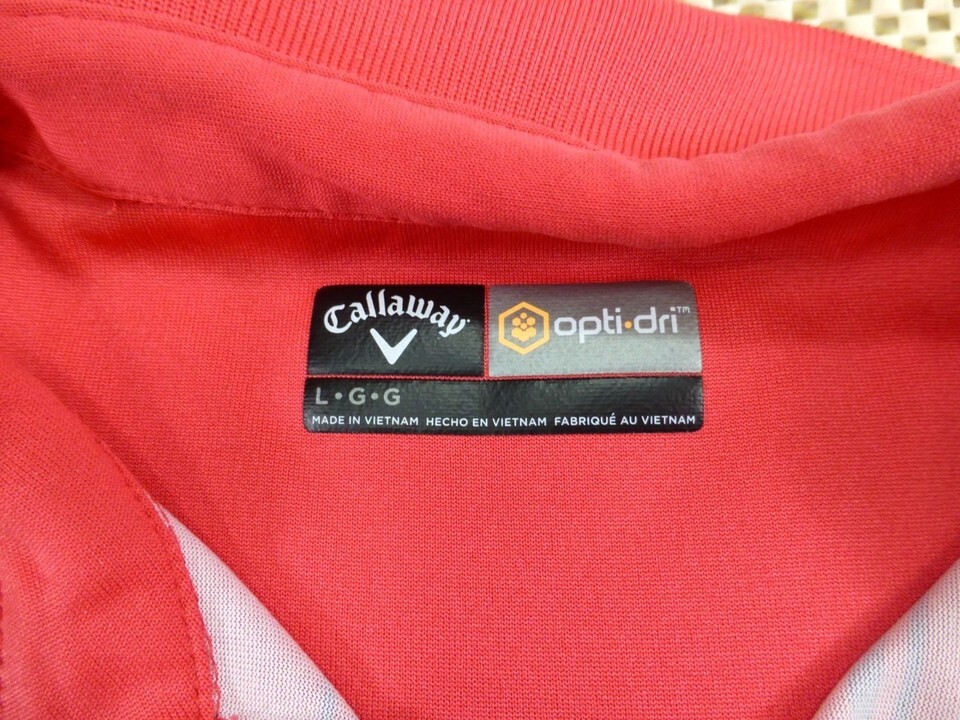 Callaway
opti·dri™
L•G•G
MADE IN VIETNAM HECHO EN VIETNAM FABRIQUÉ AU VIETNAM